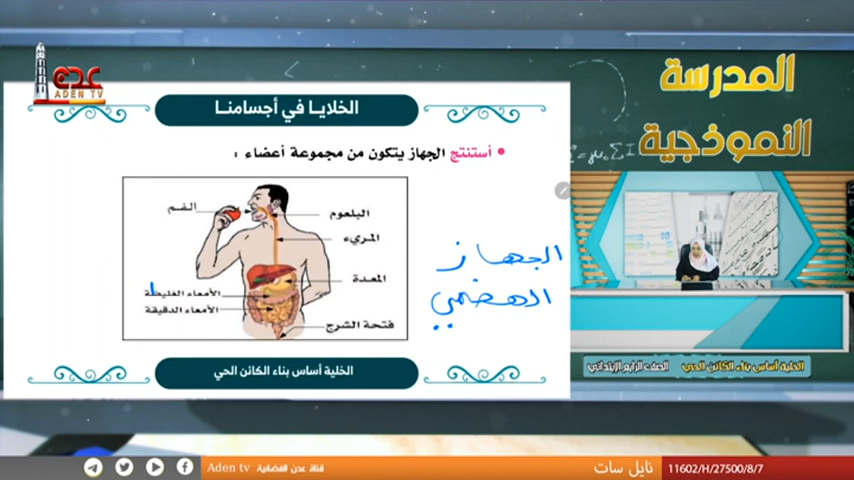 عدن
ADEN TV
المدرسة
النموذجية
الخلايا في أجسامنا
أستنتج الجهاز يتكون من مجموعة أعضاء :
الفم
البلعوم
المريء
المعدة
الأمعاء الغليظة
الأمعاء الدقيقة
فتحة الشرج
الجهاز
الهضمي
الخلية أساس بناء الكائن الحي
الخلية أساس بناء الكائن الحي الصف الرابع الإبتدائي
Aden tv قناة عدن الفضائية نايل سات 11602/H/27500/8/7